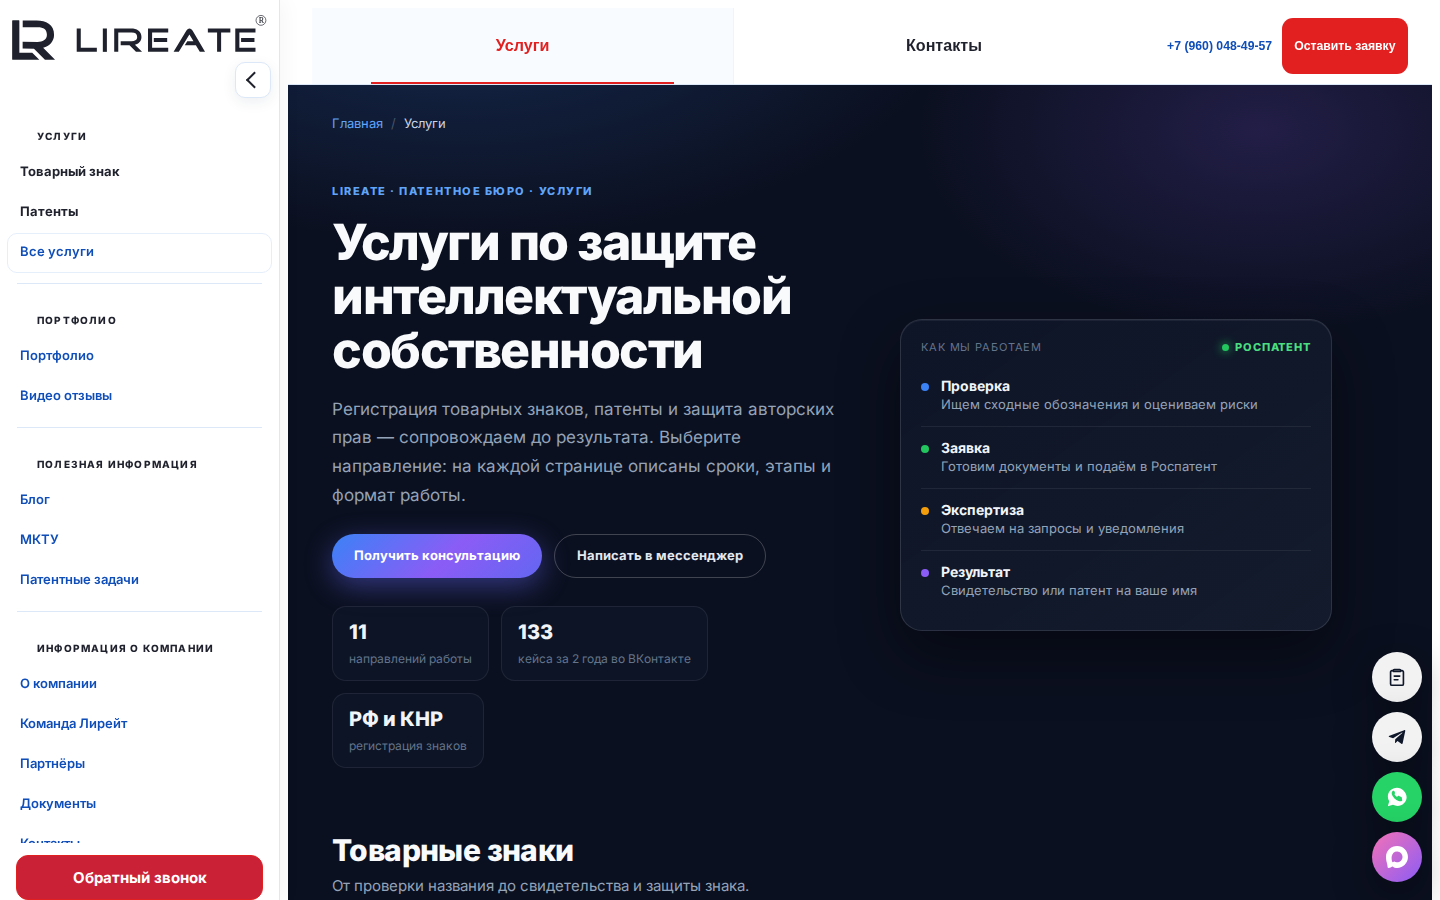 LIREATE®
УСЛУГИ
Товарный знак
Патенты
Все услуги
ПОРТФОЛИО
Портфолио
Видео отзывы
ПОЛЕЗНАЯ ИНФОРМАЦИЯ
Блог
МКТУ
Патентные задачи
ИНФОРМАЦИЯ О КОМПАНИИ
О компании
Команда Лирейт
Партнёры
Документы
Контакты
Обратный звонок
Услуги
Контакты
+7 (960) 048-49-57
Оставить заявку
Главная / Услуги
LIREATE · ПАТЕНТНОЕ БЮРО · УСЛУГИ
Услуги по защите
интеллектуальной
собственности
Регистрация товарных знаков, патенты и защита авторских
прав — сопровождаем до результата. Выберите
направление: на каждой странице описаны сроки, этапы и
формат работы.
Получить консультацию
Написать в мессенджер
11
направлений работы
133
кейса за 2 года во ВКонтакте
РФ и КНР
регистрация знаков
КАК МЫ РАБОТАЕМ
РОСПАТЕНТ
Проверка
Ищем сходные обозначения и оцениваем риски
Заявка
Готовим документы и подаём в Роспатент
Экспертиза
Отвечаем на запросы и уведомления
Результат
Свидетельство или патент на ваше имя
Товарные знаки
От проверки названия до свидетельства и защиты знака.